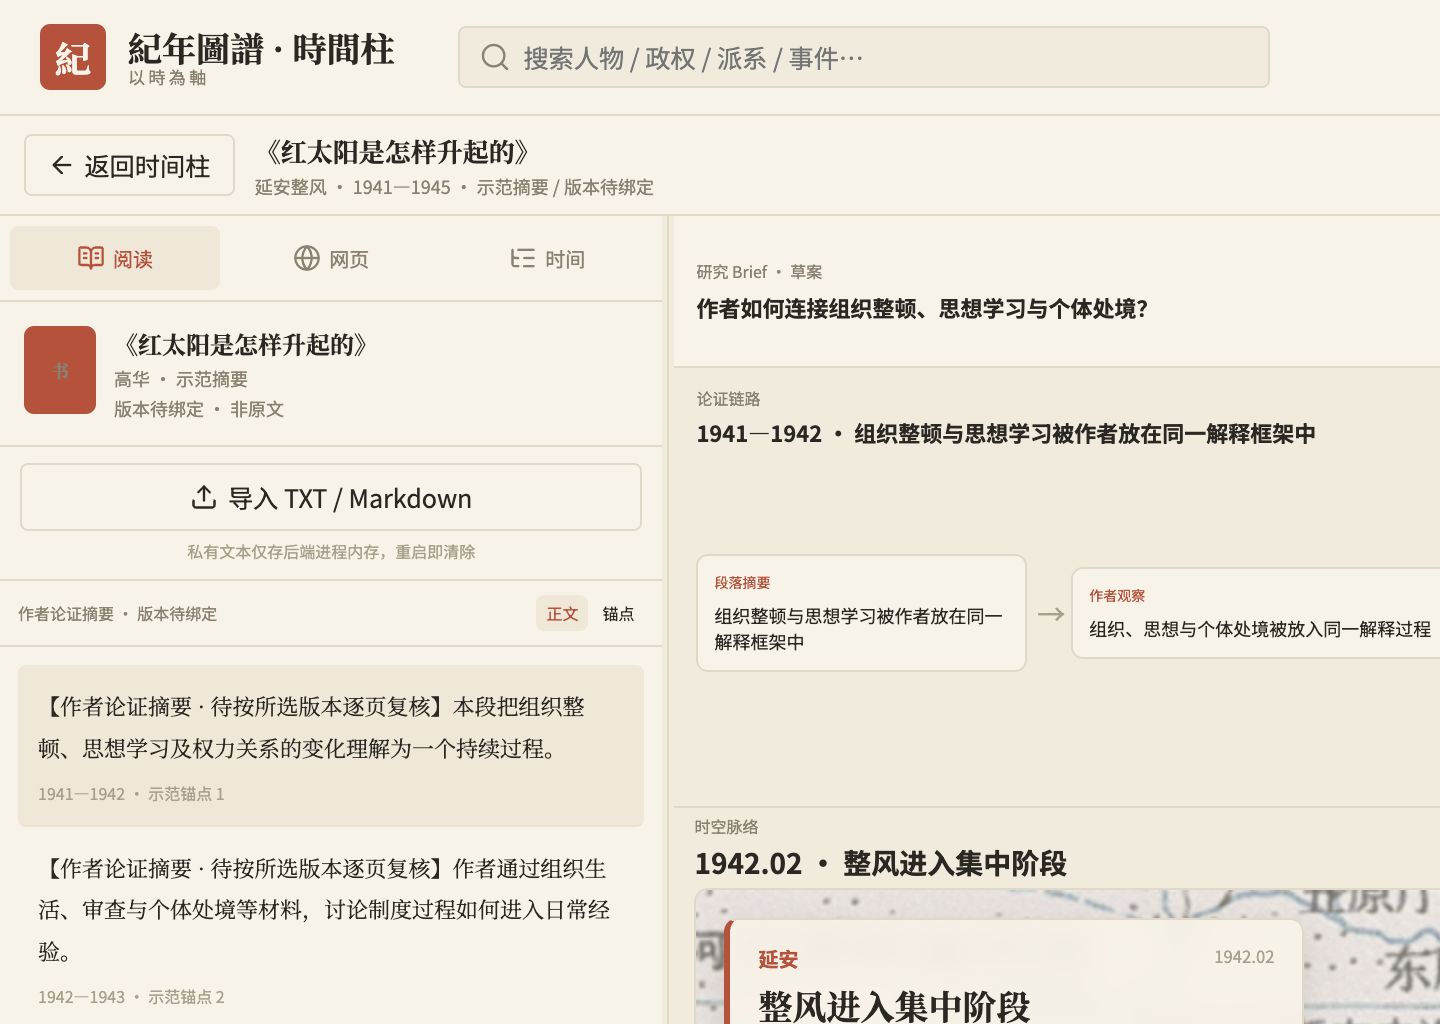 紀
紀年圖譜 · 時間柱
以時為軸
搜索人物 / 政权 / 派系 / 事件…
返回时间柱
《红太阳是怎样升起的》
延安整风 · 1941—1945 · 示范摘要 / 版本待绑定
阅读
网页
时间
书
《红太阳是怎样升起的》
高华 · 示范摘要
版本待绑定 · 非原文
导入 TXT / Markdown
私有文本仅存后端进程内存，重启即清除
作者论证摘要 · 版本待绑定
正文
锚点
【作者论证摘要 · 待按所选版本逐页复核】本段把组织整
顿、思想学习及权力关系的变化理解为一个持续过程。
1941—1942 · 示范锚点 1
【作者论证摘要 · 待按所选版本逐页复核】作者通过组织生
活、审查与个体处境等材料，讨论制度过程如何进入日常经
验。
1942—1943 · 示范锚点 2
研究 Brief · 草案
作者如何连接组织整顿、思想学习与个体处境？
论证链路
1941—1942 · 组织整顿与思想学习被作者放在同一解释框架中
段落摘要
组织整顿与思想学习被作者放在同一
解释框架中
作者观察
组织、思想与个体处境被放入同一解释过程
时空脉络
1942.02 · 整风进入集中阶段
延安
1942.02
整风进入集中阶段